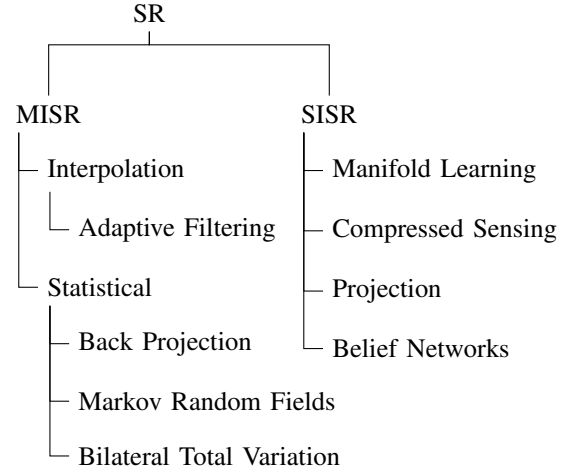 SR
MISR
Interpolation
Adaptive Filtering
Statistical
Back Projection
Markov Random Fields
Bilateral Total Variation
SISR
Manifold Learning
Compressed Sensing
Projection
Belief Networks